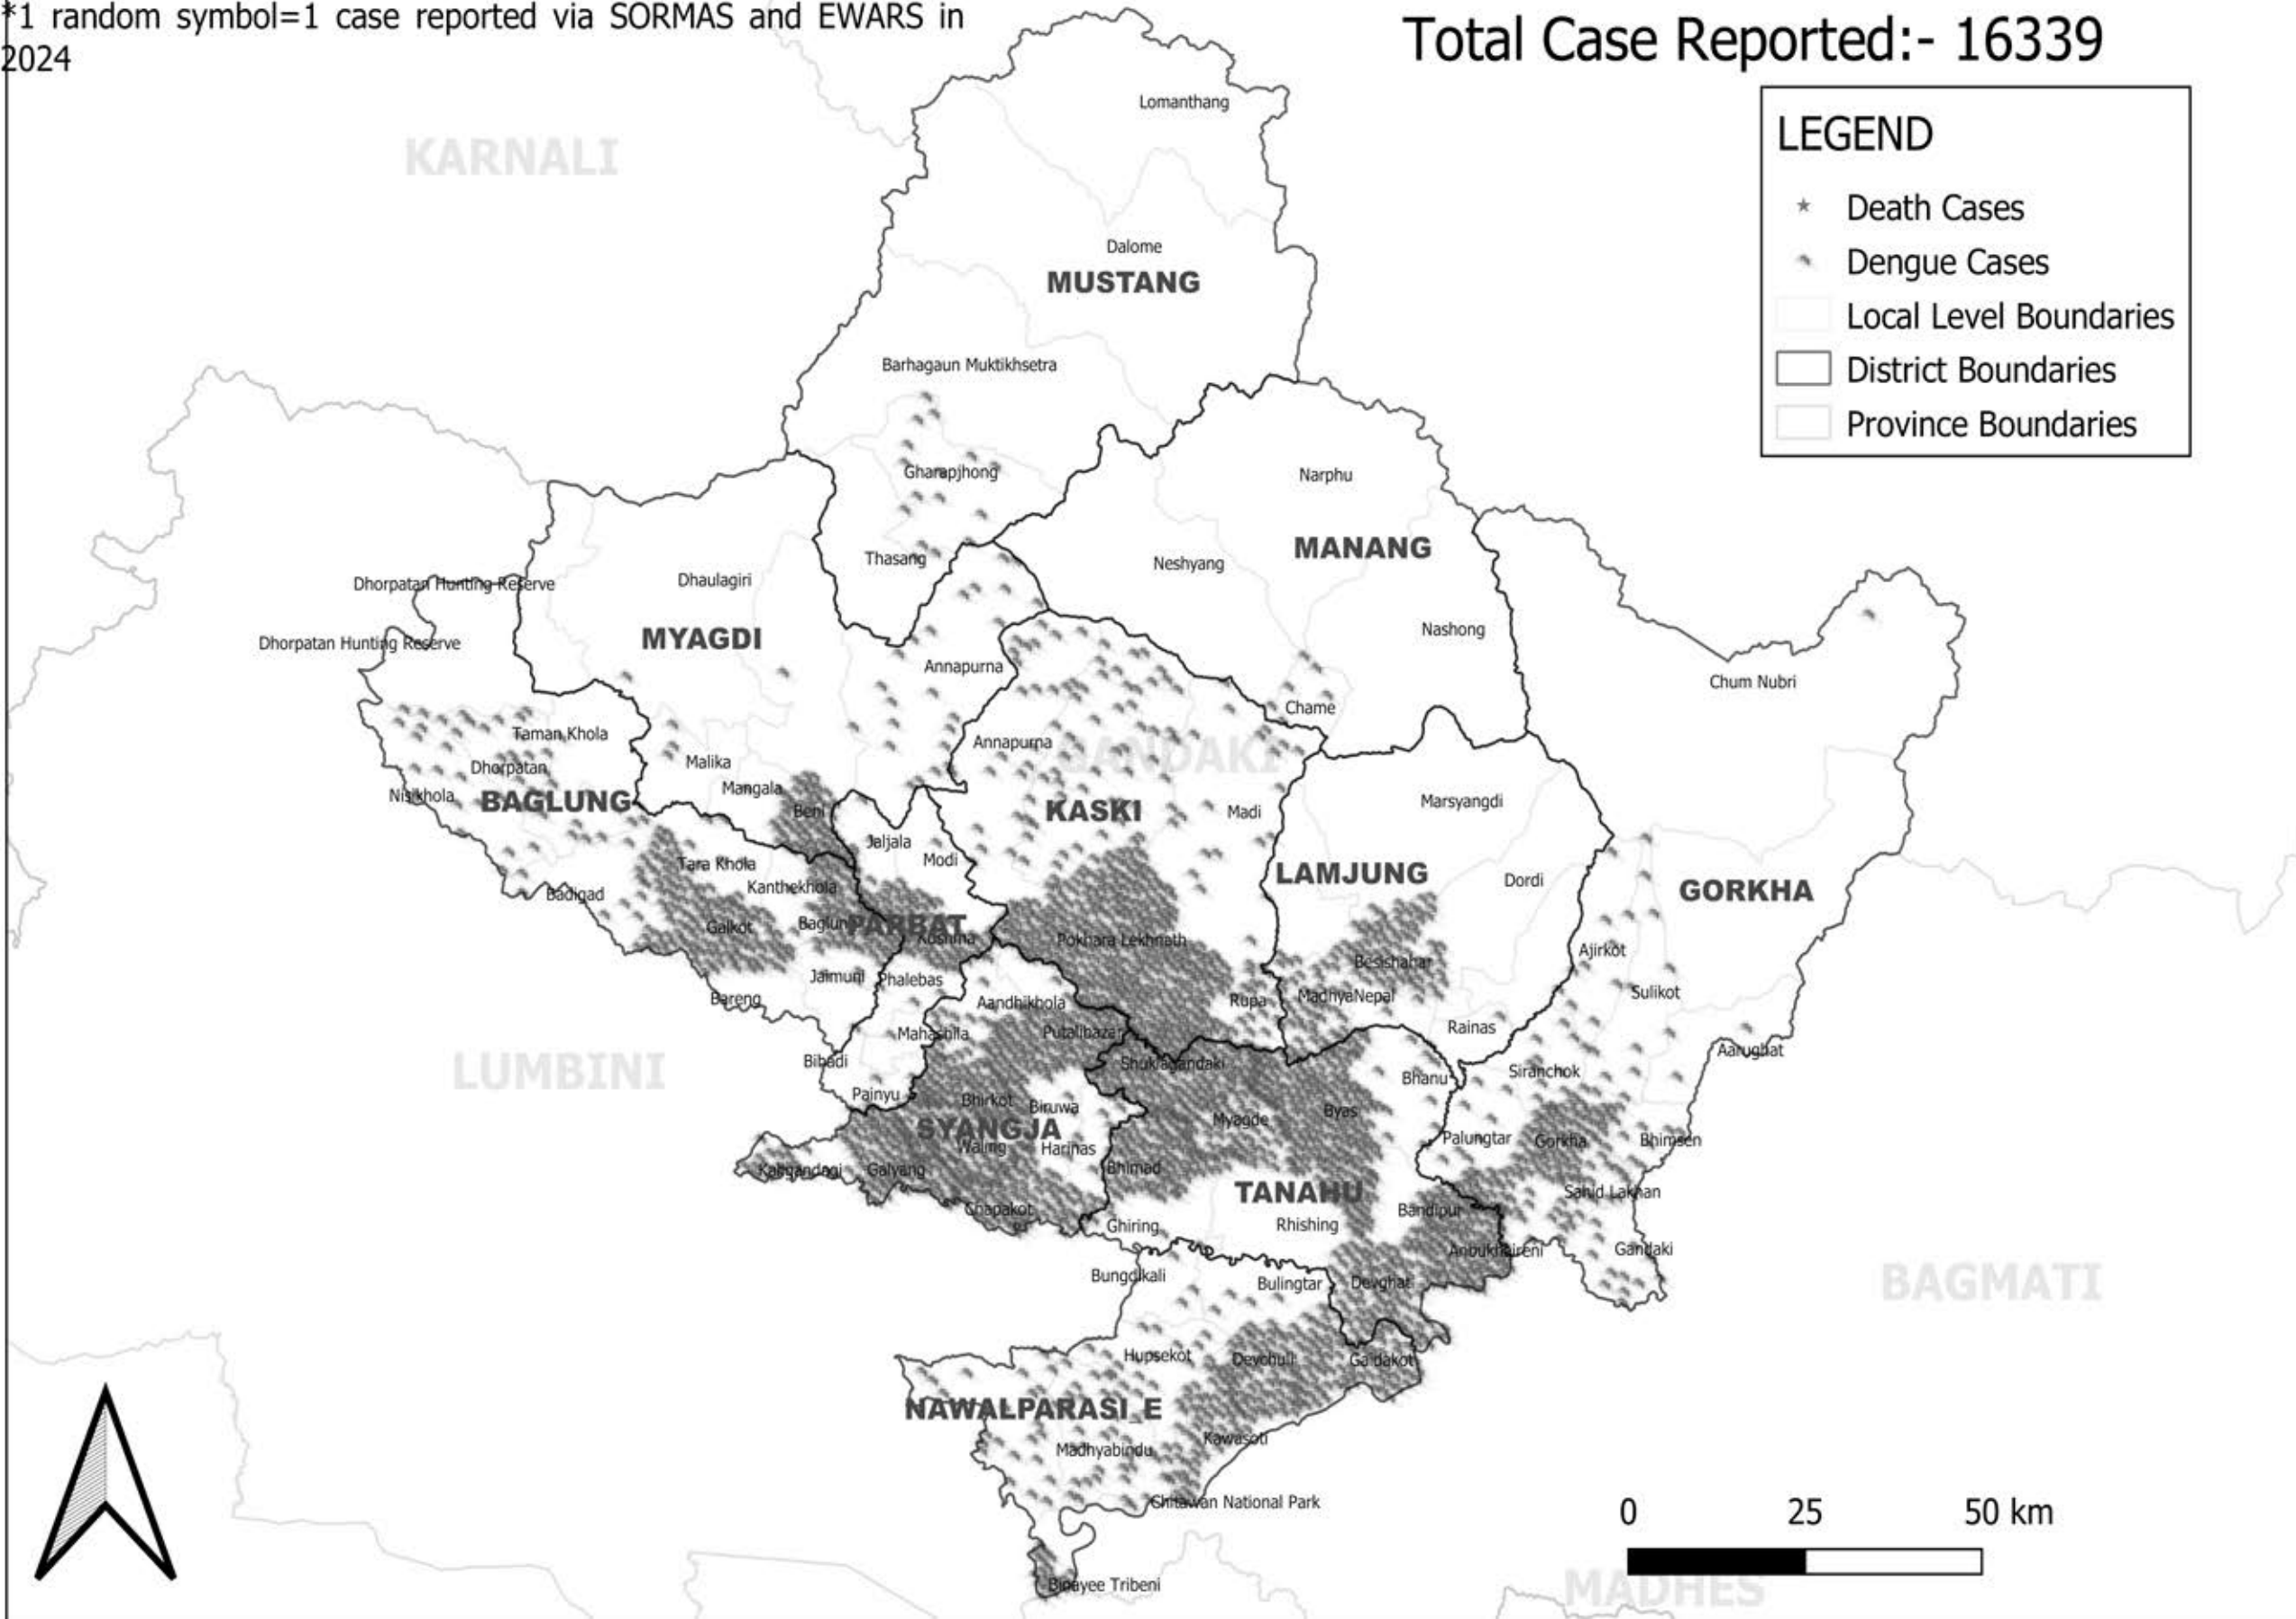 *1 random symbol=1 case reported via SORMAS and EWARS in
2024
Total Case Reported:- 16339
LEGEND
Death Cases
Dengue Cases
Local Level Boundaries
District Boundaries
Province Boundaries
KARNALI
Lomanthang
Dalome
MUSTANG
Barhagaun Muktikhsetra
Gharapjhong
Thasang
Narphu
MANANG
Neshyang
Nashong
Chame
Dhorpatan Hunting Reserve
Dhorpatan Hunting Reserve
Dhaulagiri
MYAGDI
Annapurna
Malika
Mangala
Beni
Chum Nubri
Taman Khola
Dhorpatan
Nisikhola
BAGLUNG
Annapurna
GANDAKI
KASKI
Madi
Marsyangdi
Jaljala
Modi
Tara Khola
Kanthekhola
Badigad
LAMJUNG
Dordi
GORKHA
Galkot
Baglung
PARBAT
Kushma
Pokhara Lekhnath
Besishahar
Ajirkot
Jaimuni
Phalebas
Bareng
Aandhikhola
Rupa
MadhyaNepal
Sulikot
Mahashila
Putalibazar
Rainas
Aarughat
LUMBINI
Bihadi
Shuklagandaki
Siranchok
Bhanu
Painyu
Bhirkot
Biruwa
Myagde
Byas
SYANGJA
Waling
Harinas
Palungtar
Gorkha
Bhimsen
Kaligandagi
Galyang
Bhimad
TANAHU
Sahid Lakhan
Chapakot
Ghiring
Rhishing
Bandipur
Anbukhaireni
Gandaki
Bungdikali
Bulingtar
Devghat
BAGMATI
Hupsekot
Devchuli
Gaidakot
NAWALPARASI_E
Madhyabindu
Kawasoti
Chitawan National Park
Binayee Tribeni
0 25 50 km
MADHES